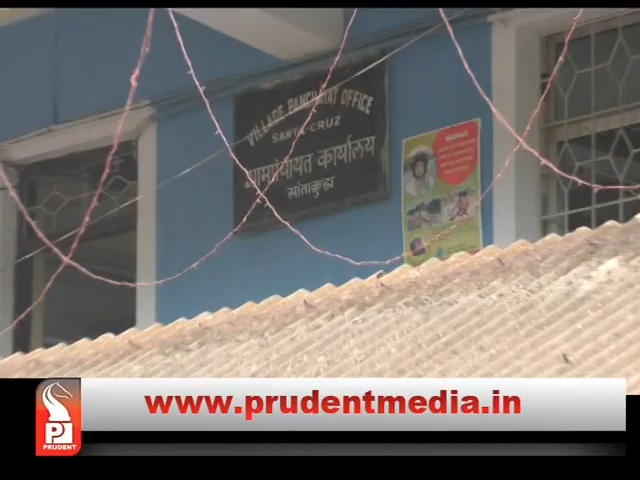 VILLAGE PANCHAYAT OFFICE
SANTA-CRUZ
ग्रामपंचायत कार्यालय
सांताक्रुझ
www.prudentmedia.in
PRUDENT